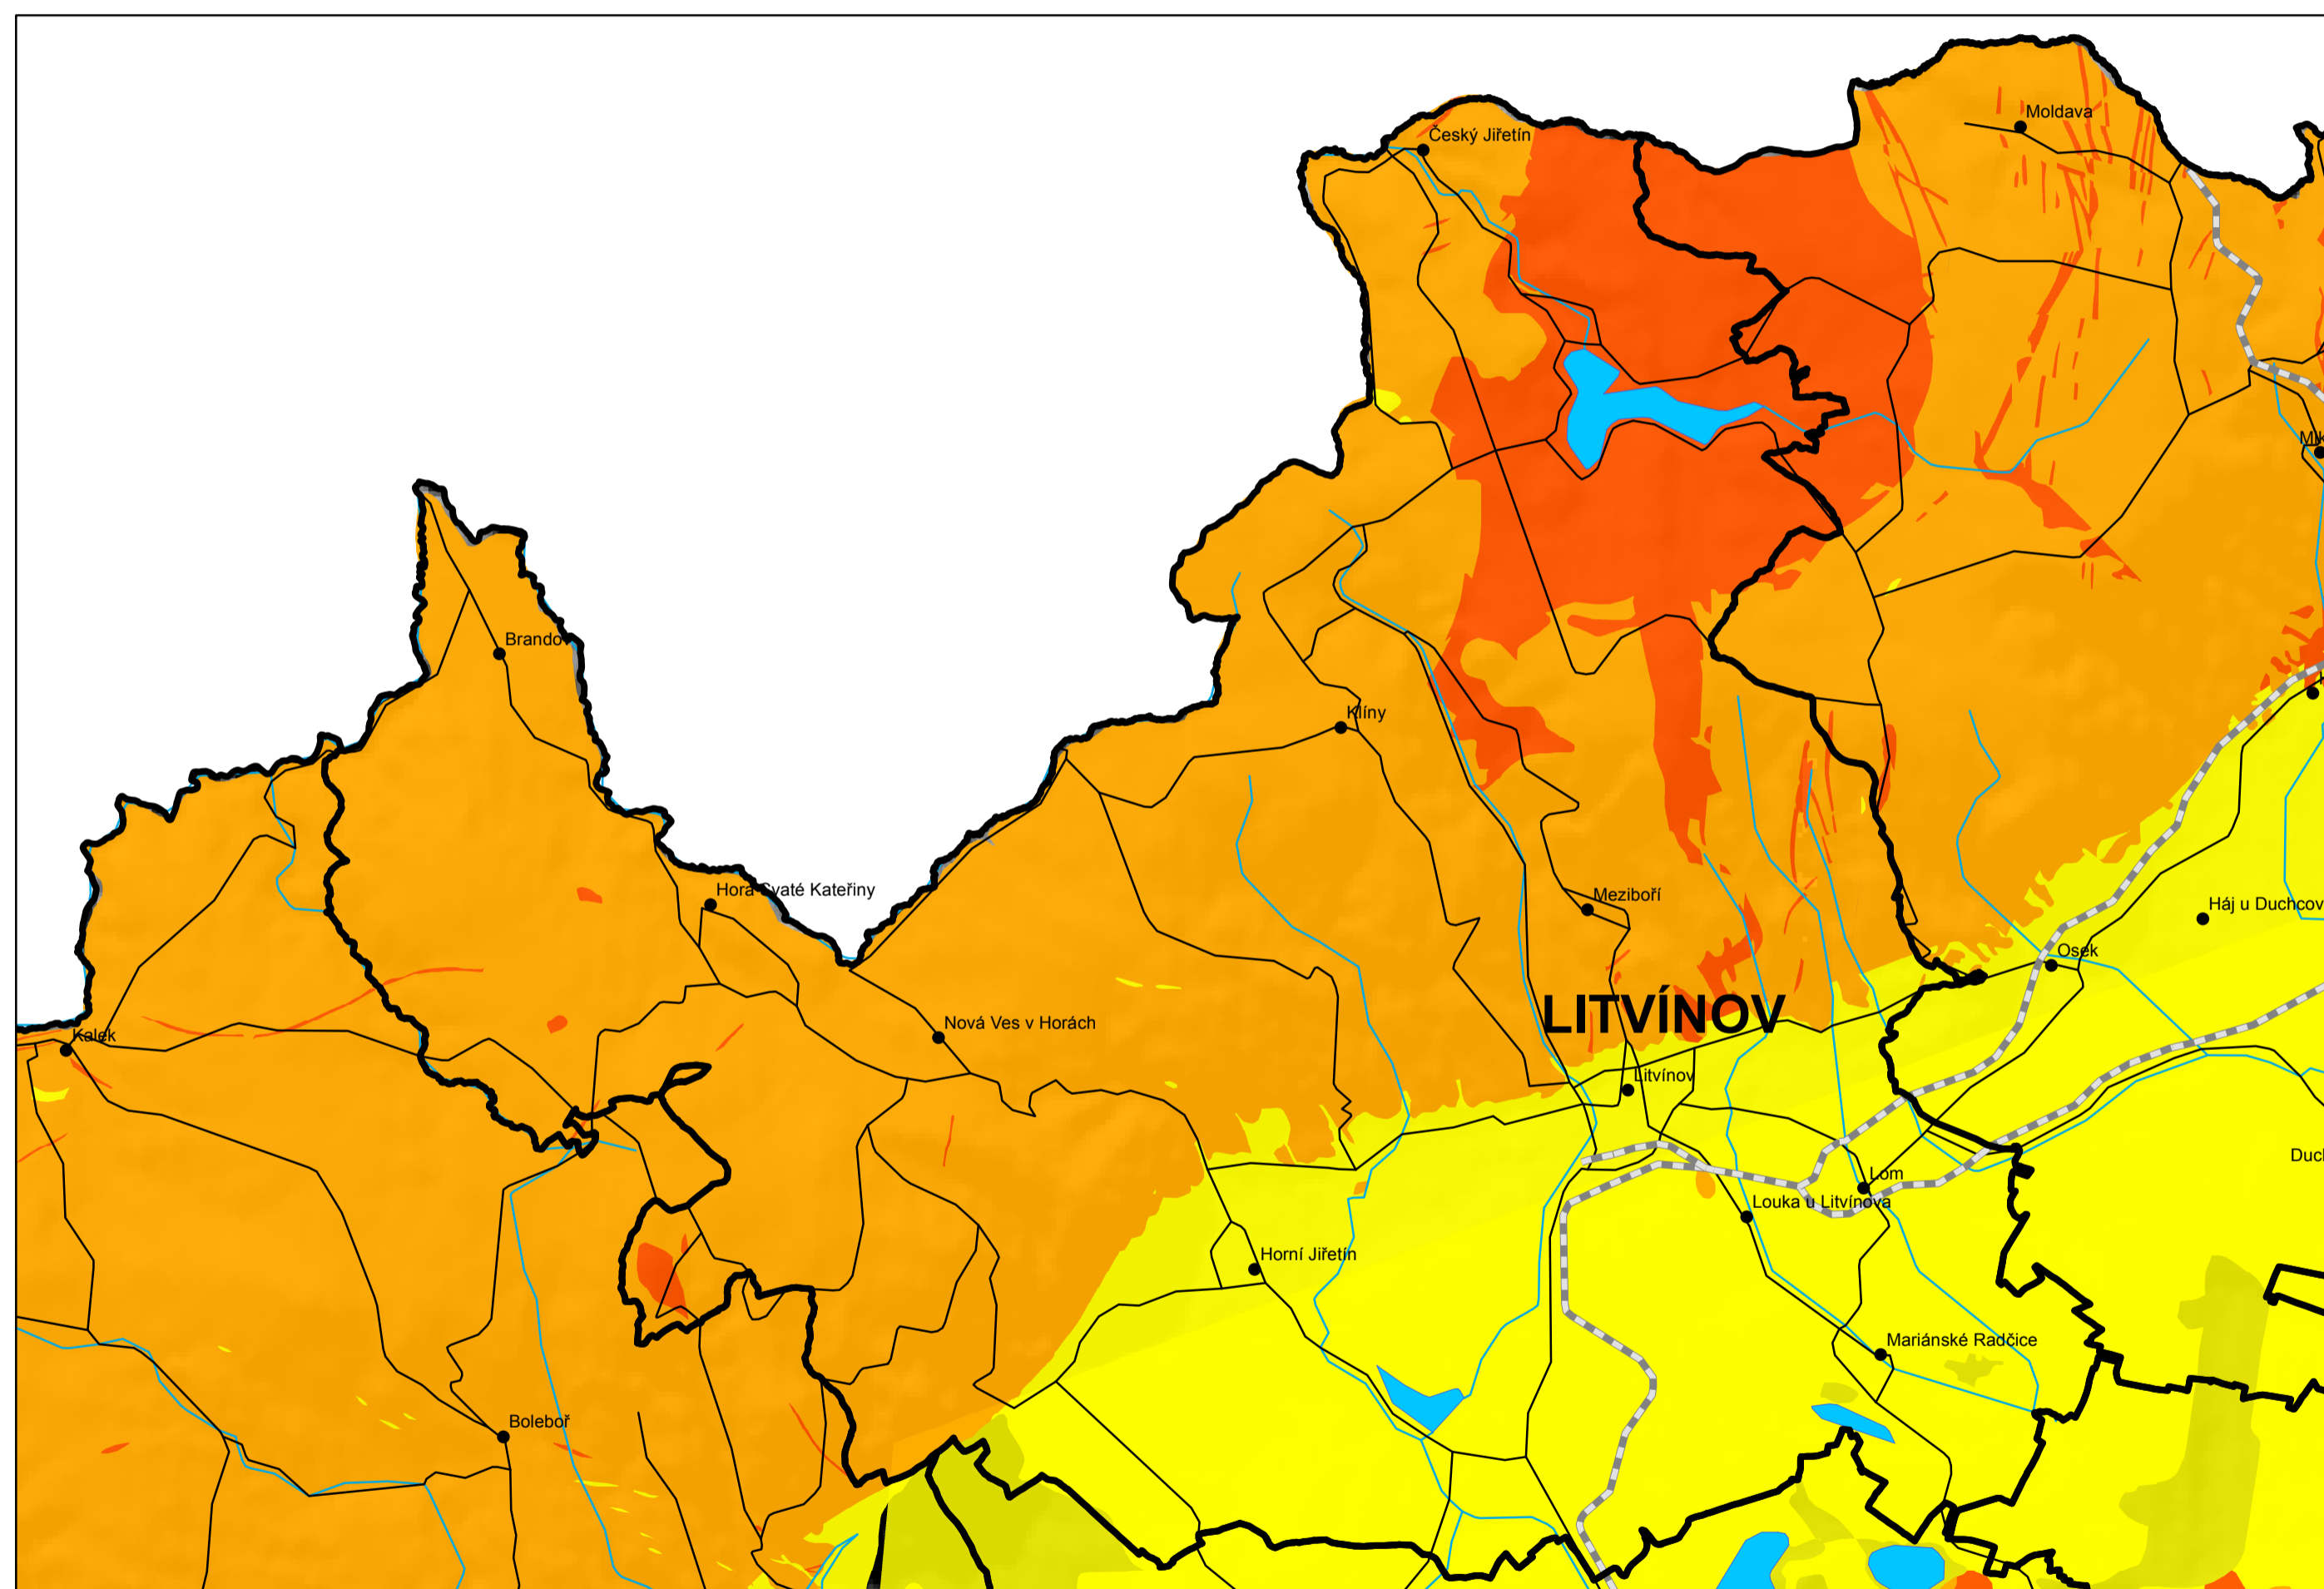 Moldava
Český Jiřetín
Brandov
Klíny
Hora Svaté Kateřiny
Meziboří
Háj u Duchcov
Osek
LITVÍNOV
Nová Ves v Horách
Kalek
Litvínov
Lom
Louka u Litvínova
Horní Jiřetín
Mariánské Radčice
Boleboř